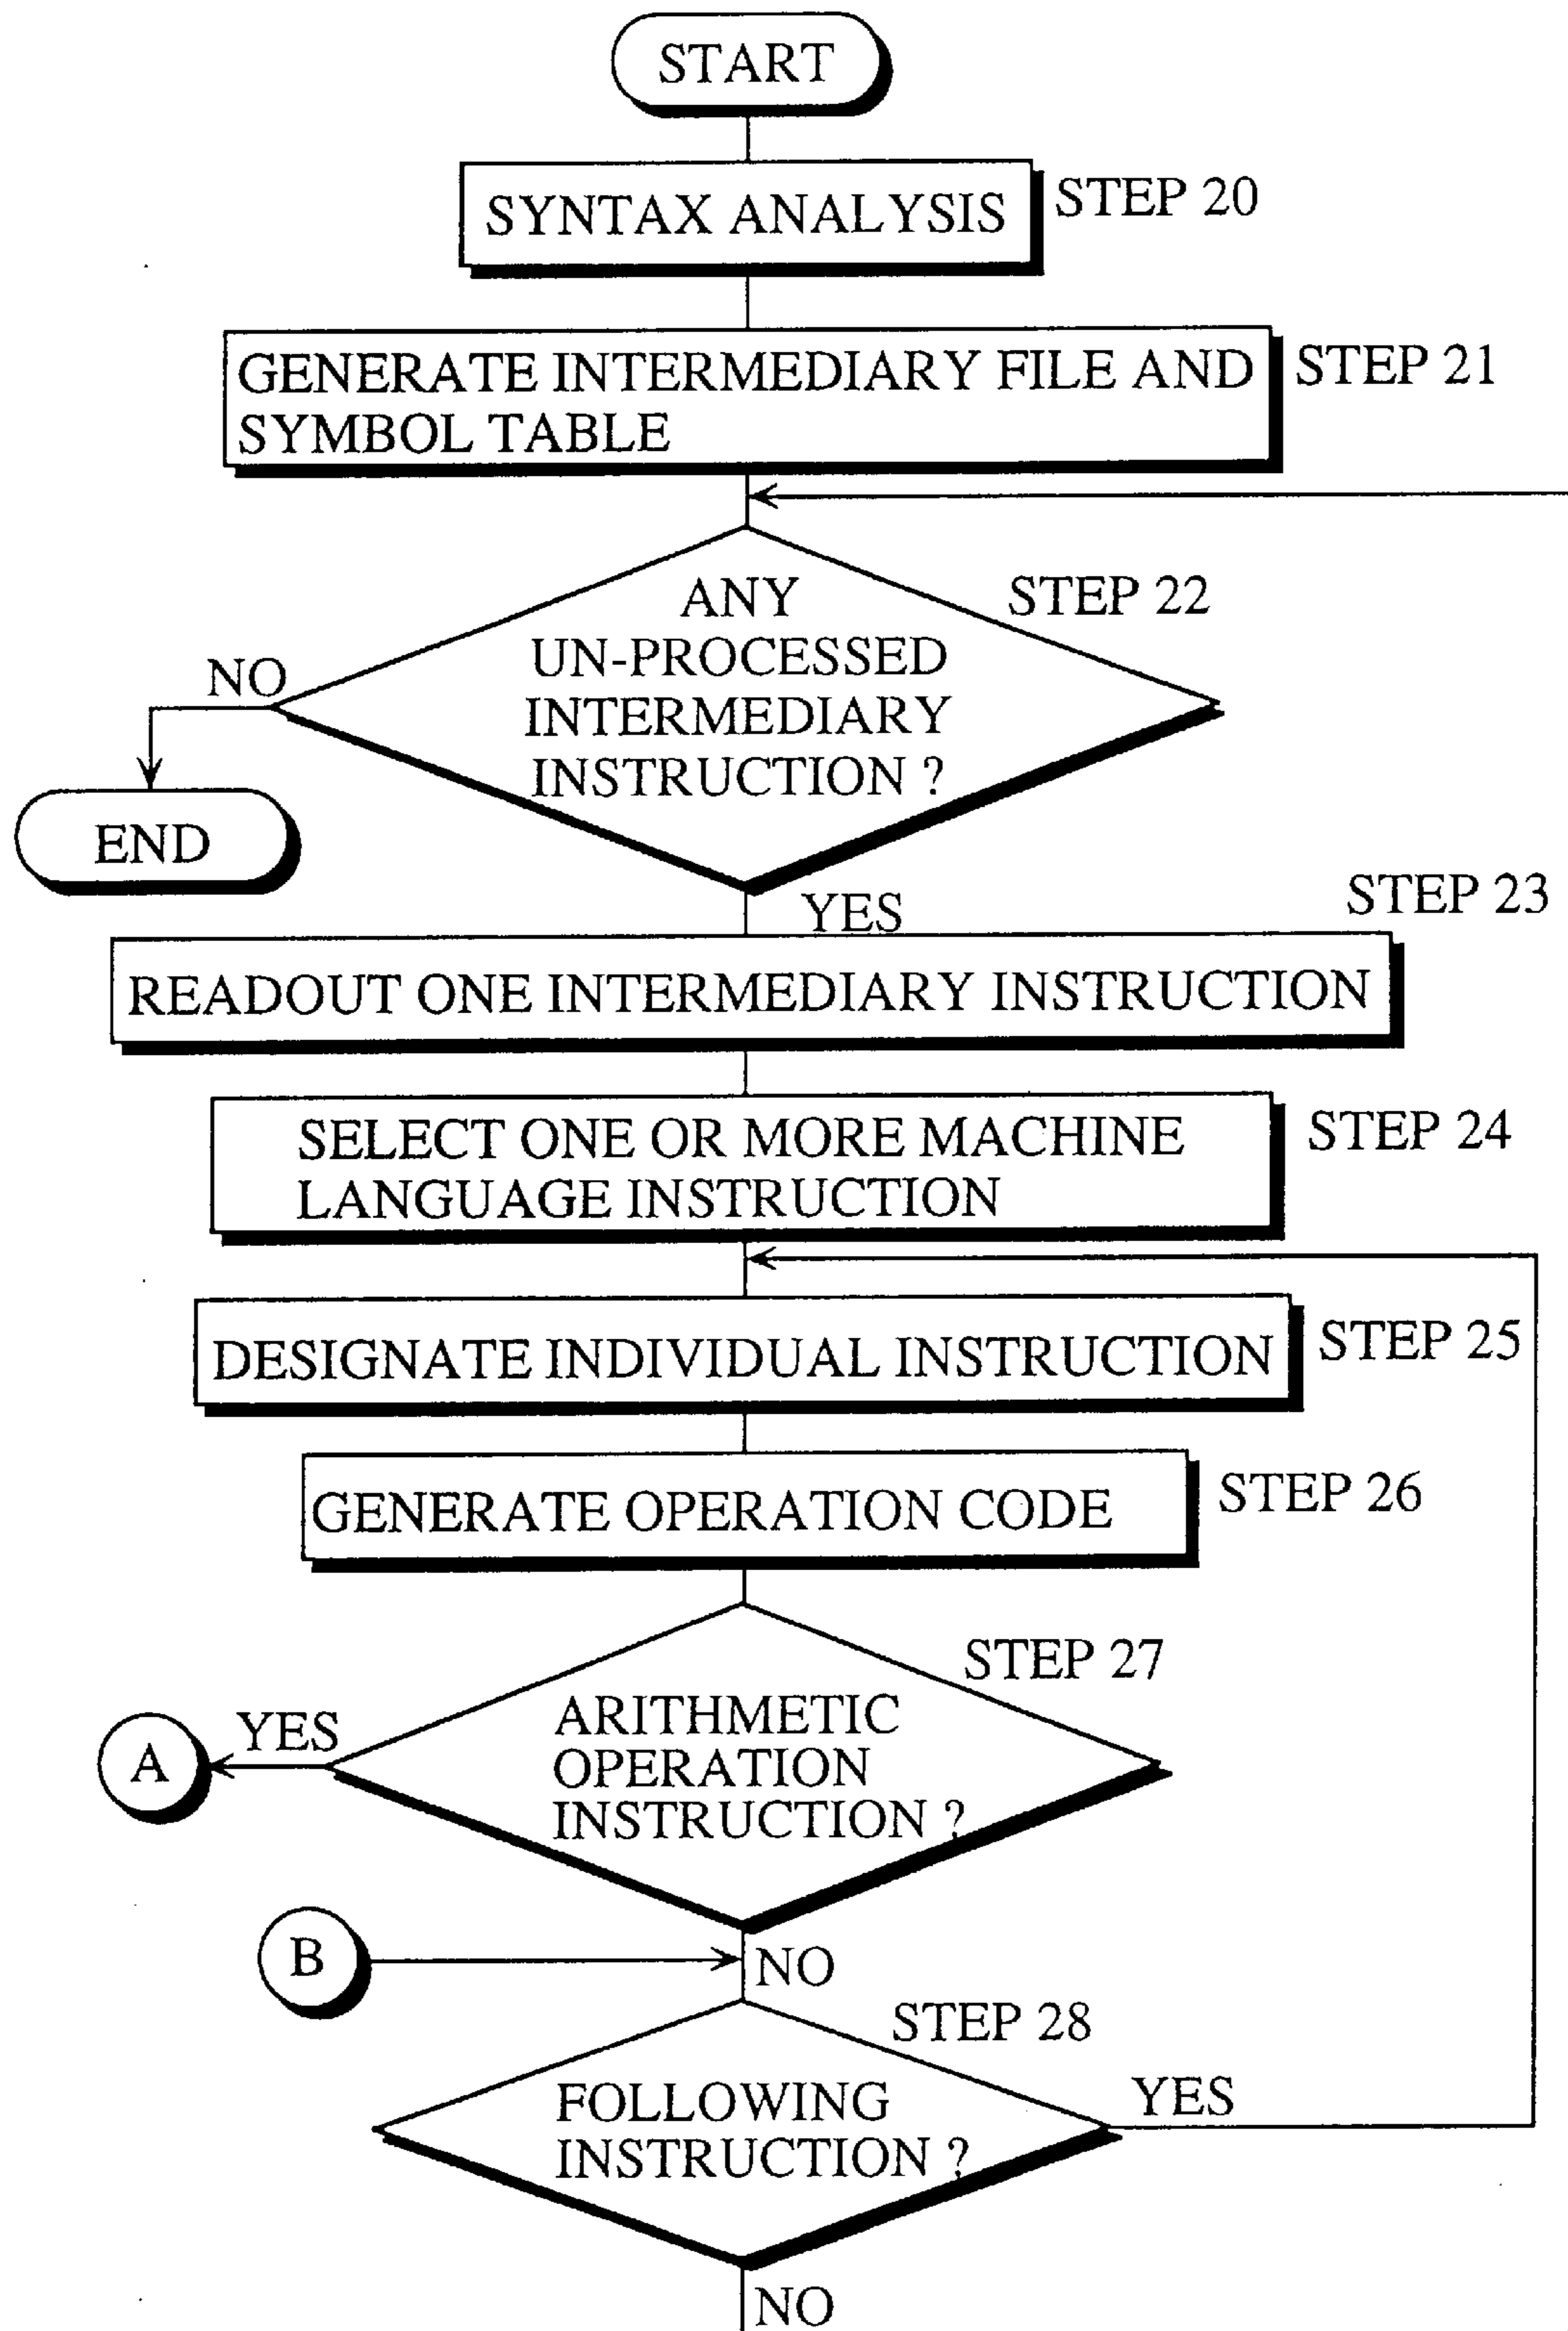 START
SYNTAX ANALYSIS
STEP 20
GENERATE INTERMEDIARY FILE AND
SYMBOL TABLE
STEP 21
ANY
UN-PROCESSED
INTERMEDIARY
INSTRUCTION ?
STEP 22
NO
END
YES
STEP 23
READOUT ONE INTERMEDIARY INSTRUCTION
SELECT ONE OR MORE MACHINE
LANGUAGE INSTRUCTION
STEP 24
DESIGNATE INDIVIDUAL INSTRUCTION
STEP 25
GENERATE OPERATION CODE
STEP 26
STEP 27
ARITHMETIC
OPERATION
INSTRUCTION ?
YES
A
B
NO
STEP 28
FOLLOWING
INSTRUCTION ?
YES
NO